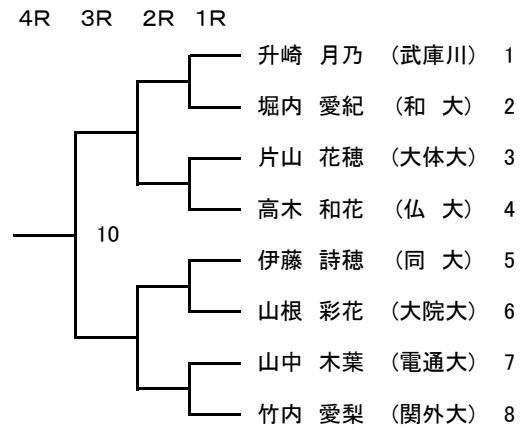 4R 3R 2R 1R
升崎 月乃 (武庫川) 1
堀内 愛紀 (和 大) 2
片山 花穂 (大体大) 3
高木 和花 (仏 大) 4
10
伊藤 詩穂 (同 大) 5
山根 彩花 (大院大) 6
山中 木葉 (電通大) 7
竹内 愛梨 (関外大) 8